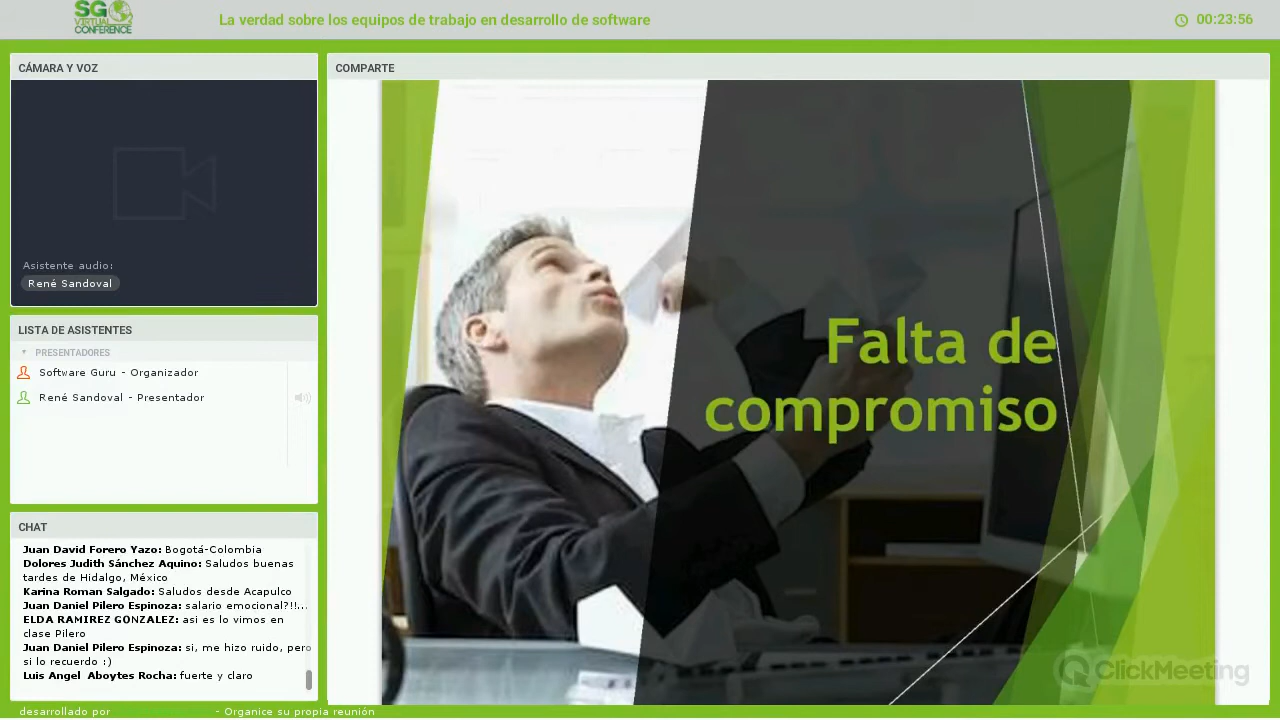 SG
VIRTUAL
CONFERENCE
La verdad sobre los equipos de trabajo en desarrollo de software
00:23:56
CÁMARA Y VOZ
Asistente audio:
René Sandoval
LISTA DE ASISTENTES
PRESENTADORES
Software Guru - Organizador
René Sandoval - Presentador
CHAT
Juan David Forero Yazo: Bogotá-Colombia
Dolores Judith Sánchez Aquino: Saludos buenas
tardes de Hidalgo, México
Karina Roman Salgado: Saludos desde Acapulco
Juan Daniel Pilero Espinoza: salario emocional?!!...
ELDA RAMIREZ GONZALEZ: asi es lo vimos en
clase Pilero
Juan Daniel Pilero Espinoza: si, me hizo ruido, pero
si lo recuerdo :)
Luis Angel Aboytes Rocha: fuerte y claro
desarrollado por - Organice su propia reunión
COMPARTE
Falta de
compromiso
ClickMeeting